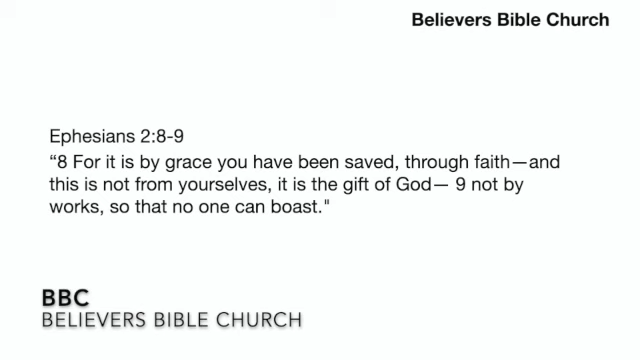 Believers Bible Church
Ephesians 2:8-9
“8 For it is by grace you have been saved, through faith—and
this is not from yourselves, it is the gift of God— 9 not by
works, so that no one can boast."
BBC
BELIEVERS BIBLE CHURCH